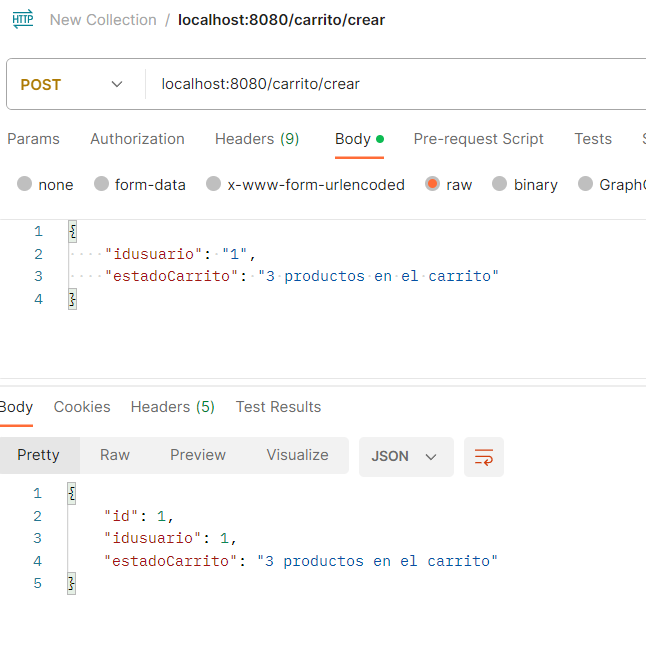 HTTP New Collection / localhost:8080/carrito/crear
POST localhost:8080/carrito/crear
Params Authorization Headers (9) Body Pre-request Script Tests
none form-data x-www-form-urlencoded raw binary Graph
1 {
2 "idusuario": "1",
3 "estadoCarrito": "3 productos en el carrito"
4 }
Body Cookies Headers (5) Test Results
Pretty Raw Preview Visualize JSON
1 {
2 "id": 1,
3 "idusuario": 1,
4 "estadoCarrito": "3 productos en el carrito"
5 }